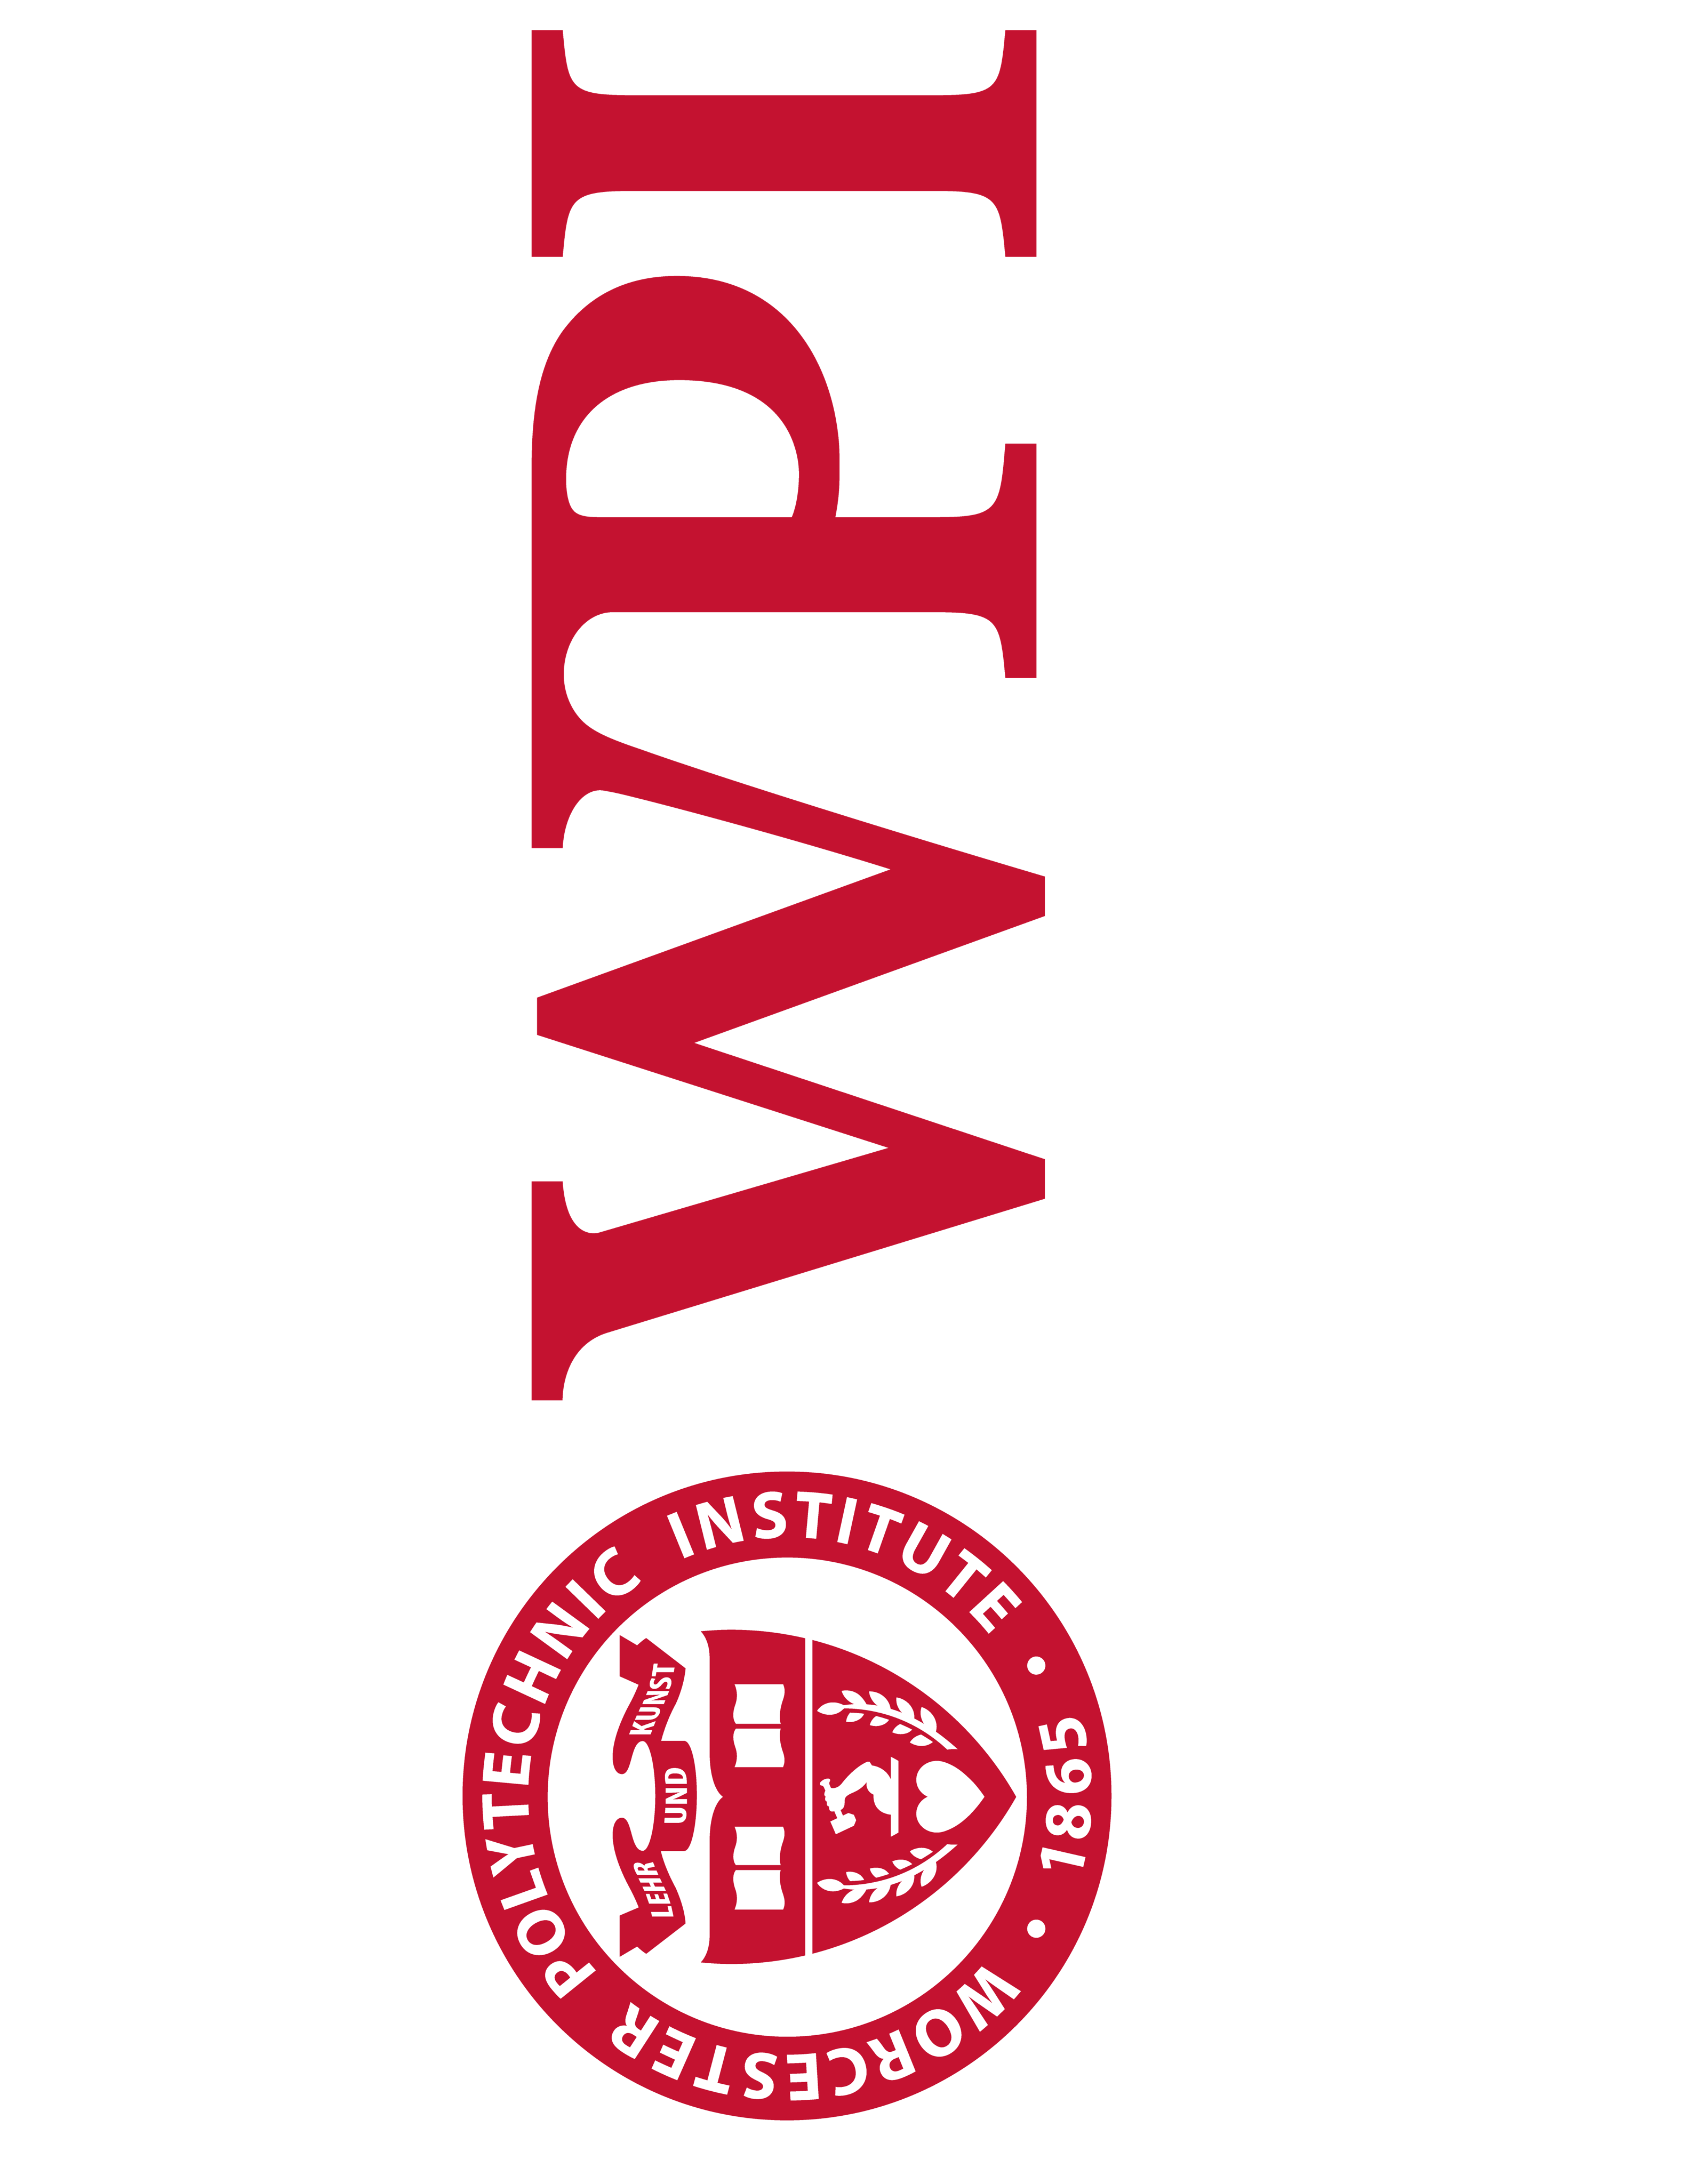 WORCESTER POLYTECHNIC INSTITUTE • 1865 •
LEHR UND KUNST
WPI